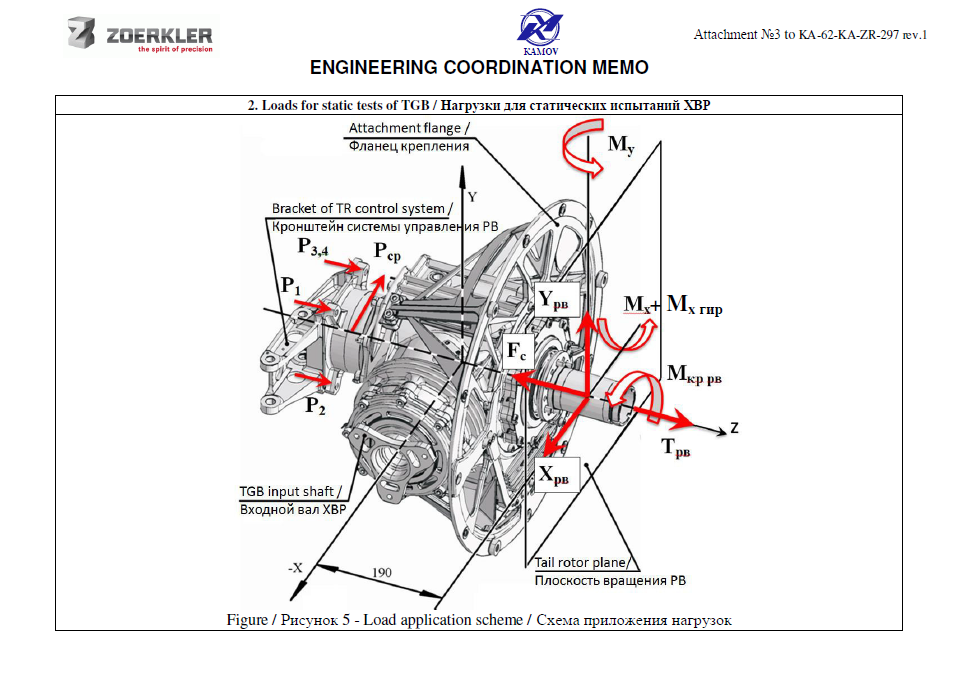 ZOERKLER
the spirit of precision
KAMOV
Attachment №3 to KA-62-KA-ZR-297 rev.1
ENGINEERING COORDINATION MEMO
2. Loads for static tests of TGB / Нагрузки для статических испытаний ХВР
Attachment flange /
Фланец крепления
Mу
Y
Bracket of TR control system /
Кронштейн системы управления РВ
P3,4
Pср
P1
Yрв
Mх+ Mх гир
Fс
Mкр рв
P2
Z
Tрв
Xрв
TGB input shaft /
Входной вал ХВР
Tail rotor plane/
Плоскость вращения РВ
-X
190
Figure / Рисунок 5 - Load application scheme / Схема приложения нагрузок